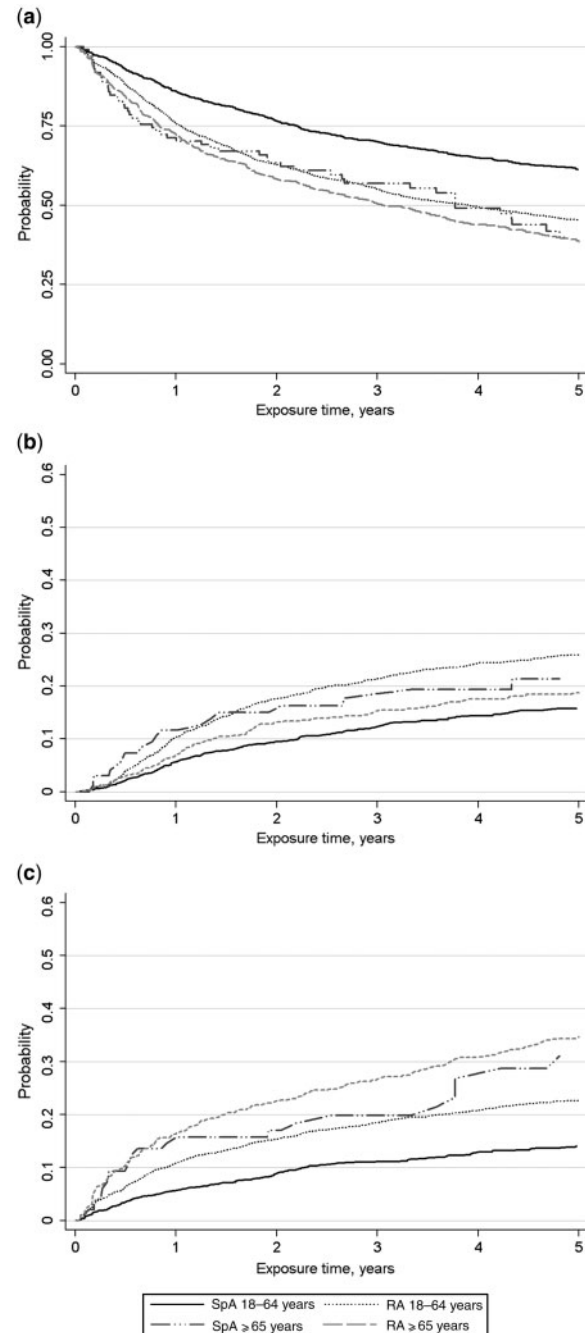 (a)
1.00
0.75
0.50
0.25
0.00
Probability
0 1 2 3 4 5
Exposure time, years
(b)
0.6
0.5
0.4
0.3
0.2
0.1
0
Probability
0 1 2 3 4 5
Exposure time, years
(c)
0.6
0.5
0.4
0.3
0.2
0.1
0
Probability
0 1 2 3 4 5
Exposure time, years
SpA 18–64 years RA 18–64 years
SpA ⩾65 years RA ⩾65 years